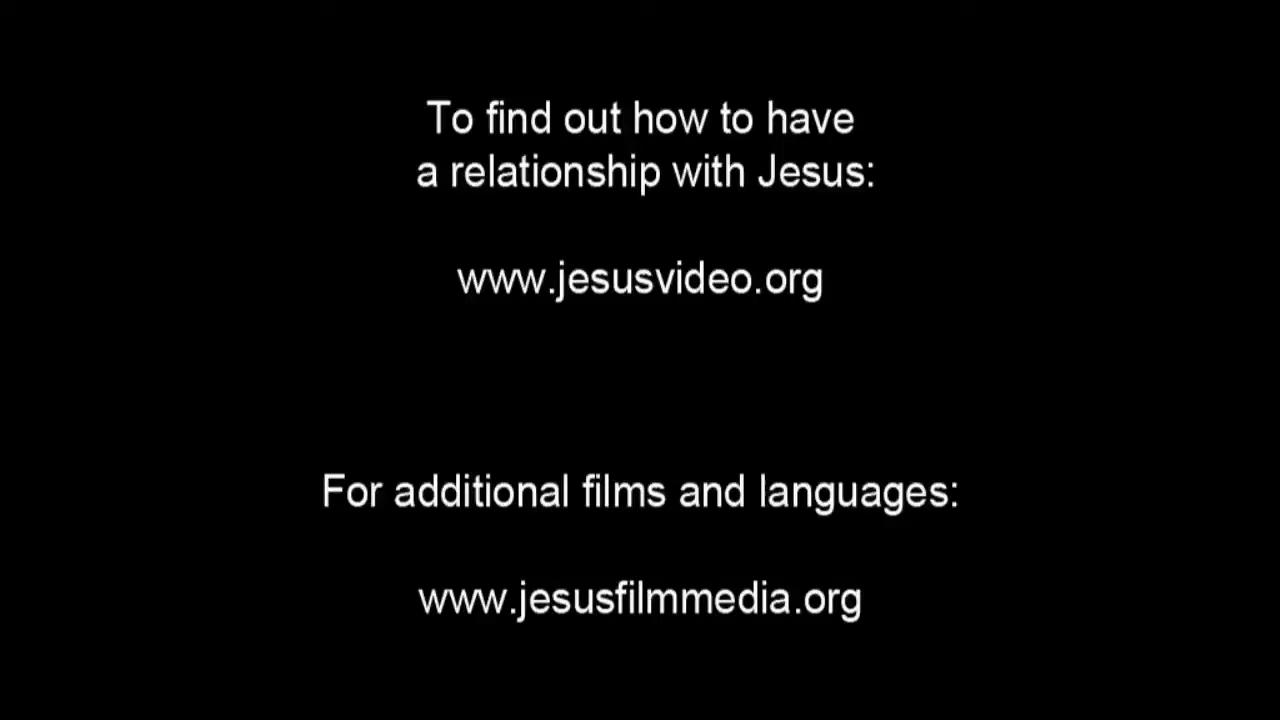 To find out how to have
a relationship with Jesus:
www.jesusvideo.org
For additional films and languages:
www.jesusfilmmedia.org